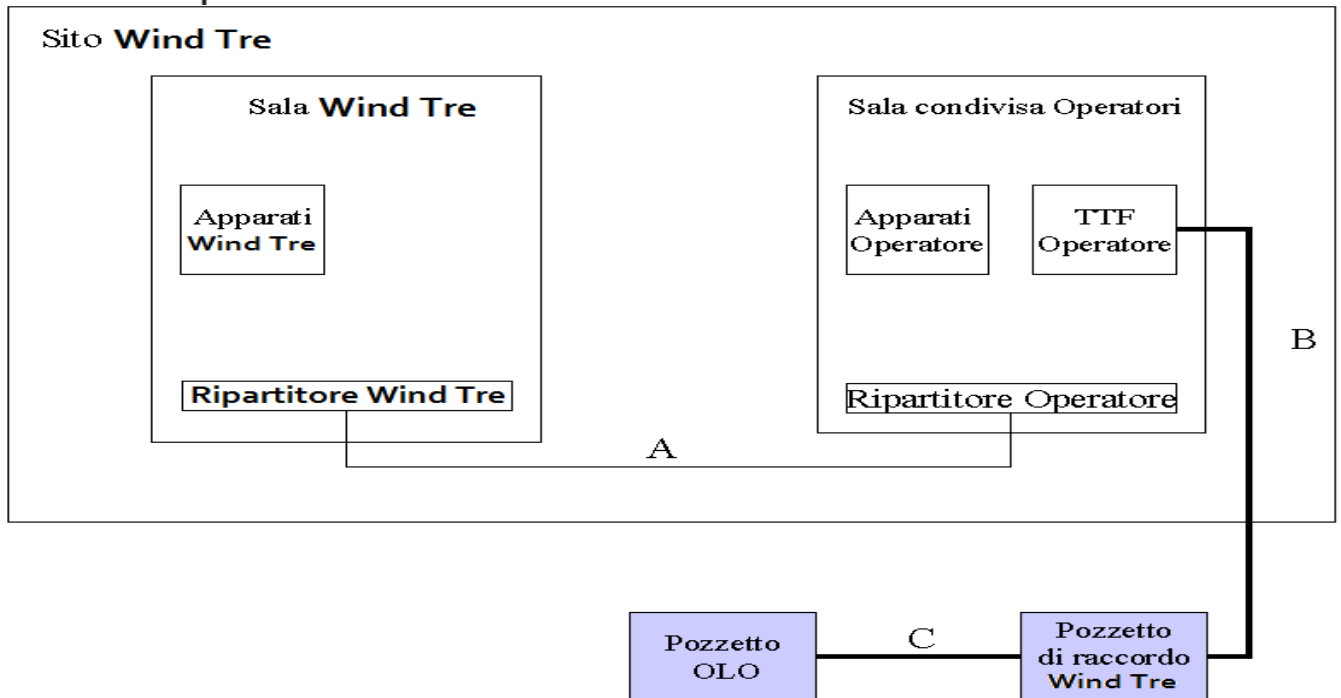 Sito Wind Tre
Sala Wind Tre
Sala condivisa Operatori
Apparati
Wind Tre
Apparati
Operatore
TTF
Operatore
B
Ripartitore Wind Tre
Ripartitore Operatore
A
Pozzetto
OLO
C
Pozzetto
di raccordo
Wind Tre